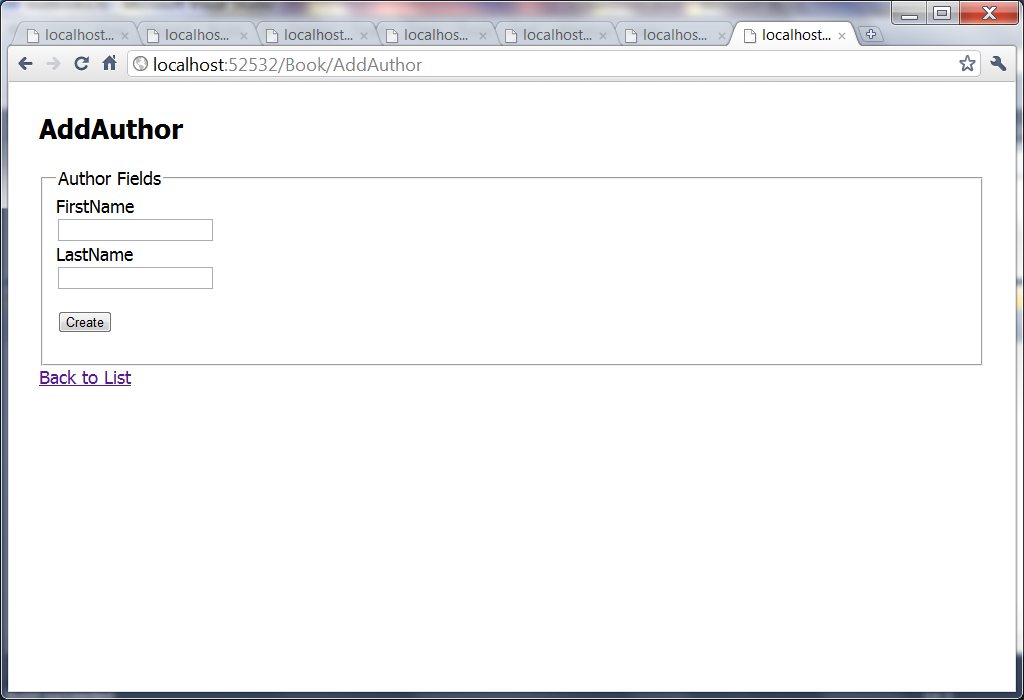 localhost... localhos... localhost... localhos... localhost... localhos... localhost...
localhost:52532/Book/AddAuthor
AddAuthor
Author Fields
FirstName
LastName
Create
Back to List